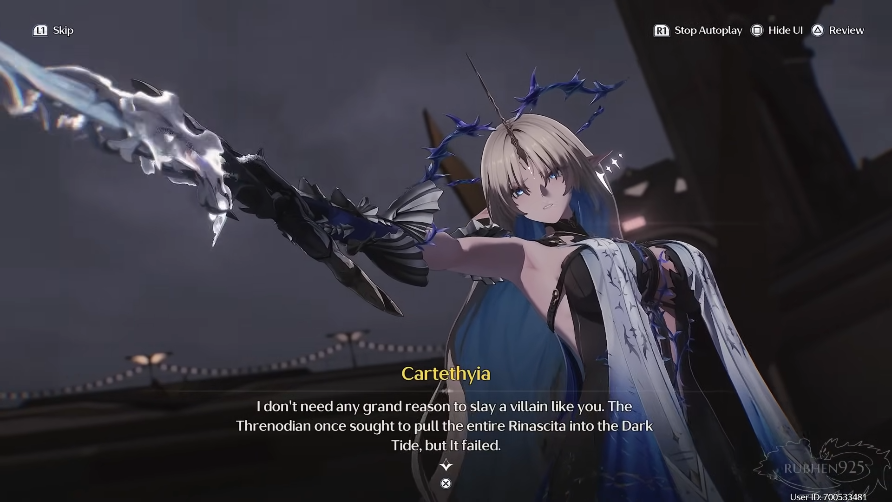 L1 Skip
R1 Stop Autoplay Hide UI Review
Cartethyia
I don't need any grand reason to slay a villain like you. The
Threnodian once sought to pull the entire Rinascita into the Dark
Tide, but It failed.
RUBHEN925
User ID: 700533481